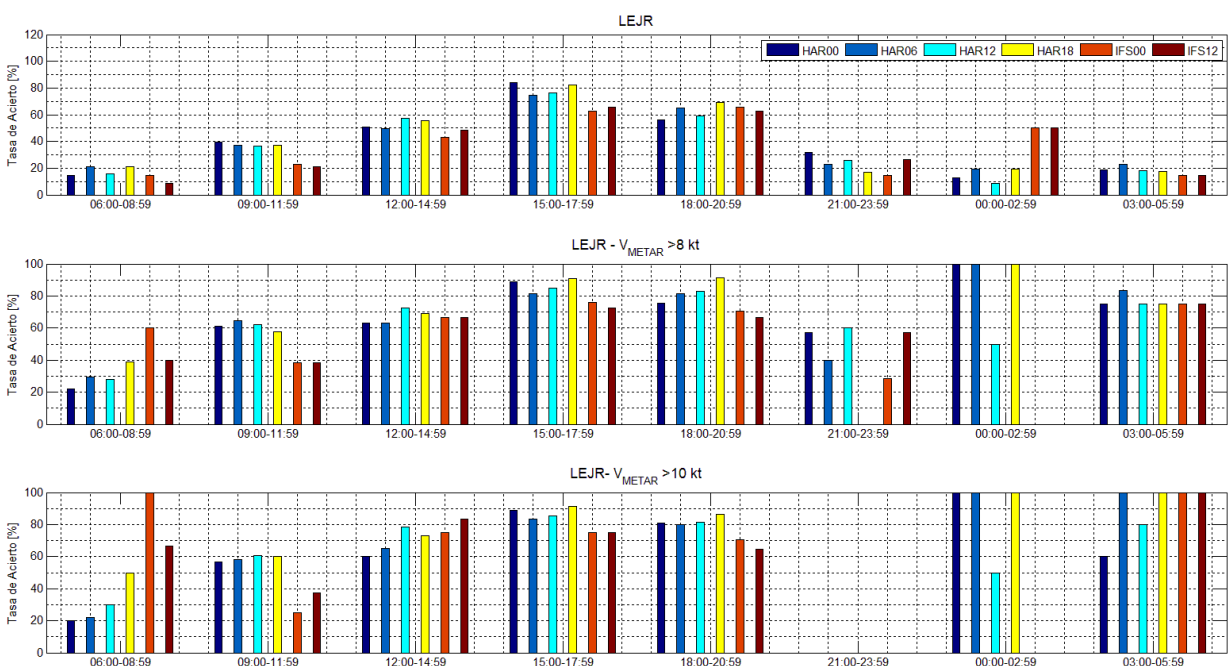 LEJR
HAR00 HAR06 HAR12 HAR18 IFS00 IFS12
Tasa de Acierto [%]
120
100
80
60
40
20
0
06:00-08:59 09:00-11:59 12:00-14:59 15:00-17:59 18:00-20:59 21:00-23:59 00:00-02:59 03:00-05:59
LEJR - VMETAR >8 kt
Tasa de Acierto [%]
100
80
60
40
20
0
06:00-08:59 09:00-11:59 12:00-14:59 15:00-17:59 18:00-20:59 21:00-23:59 00:00-02:59 03:00-05:59
LEJR- VMETAR >10 kt
Tasa de Acierto [%]
100
80
60
40
20
0
06:00-08:59 09:00-11:59 12:00-14:59 15:00-17:59 18:00-20:59 21:00-23:59 00:00-02:59 03:00-05:59